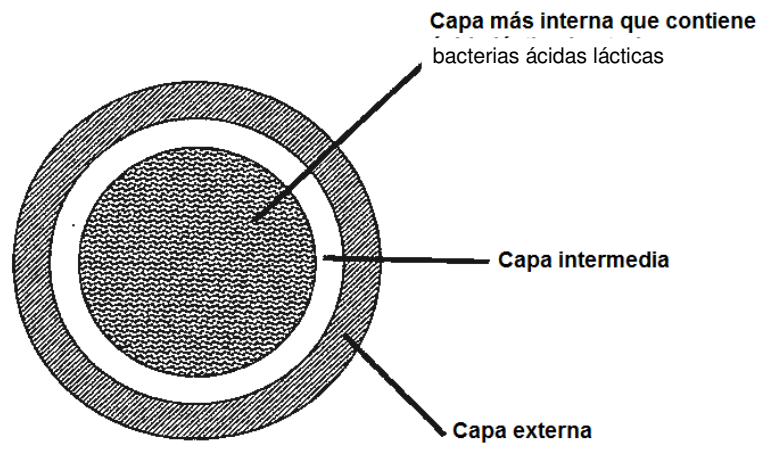 Capa más interna que contiene
bacterias ácidas lácticas
Capa intermedia
Capa externa